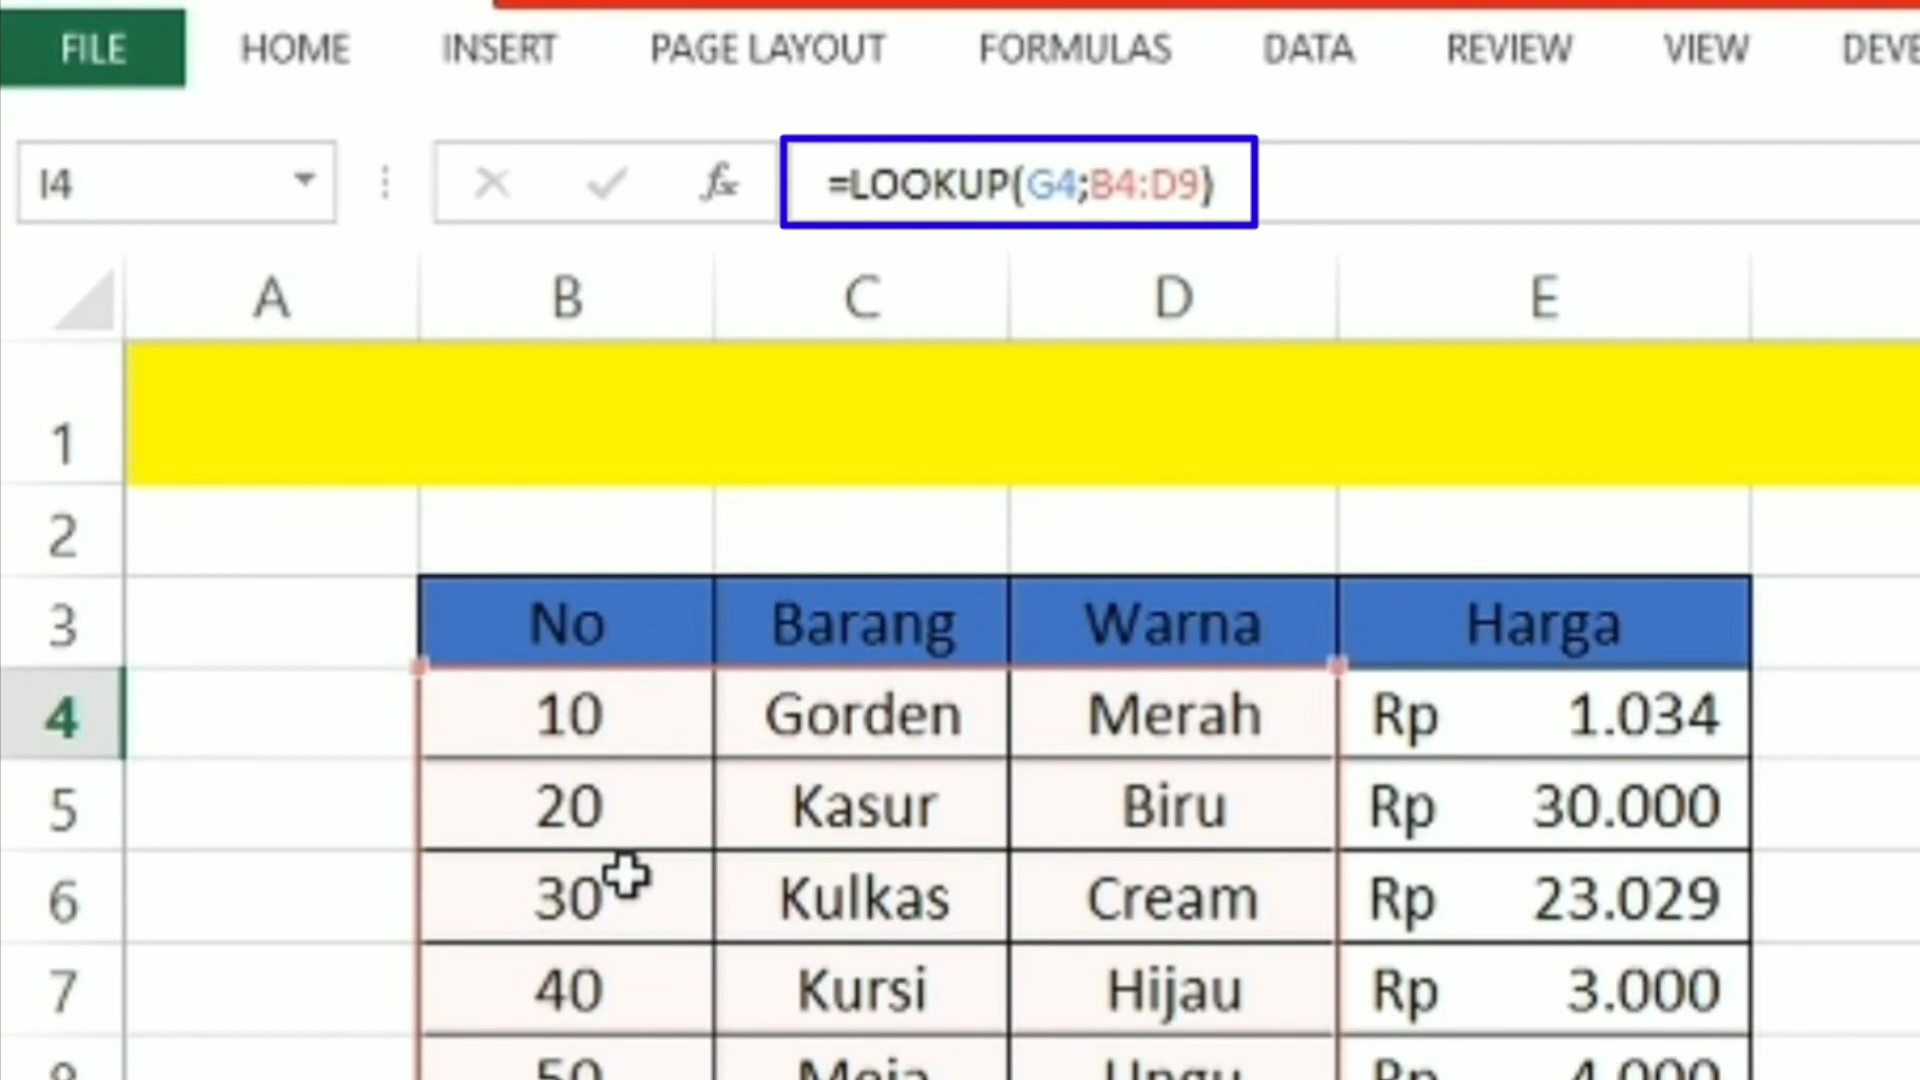 FILE HOME INSERT PAGE LAYOUT FORMULAS DATA REVIEW VIEW DEVE
I4 fx =LOOKUP(G4;B4:D9)
A B C D E
1
2
3 No Barang Warna Harga
4 10 Gorden Merah Rp 1.034
5 20 Kasur Biru Rp 30.000
6 30 Kulkas Cream Rp 23.029
7 40 Kursi Hijau Rp 3.000
8 50 Meja Ungu Rp 4.000